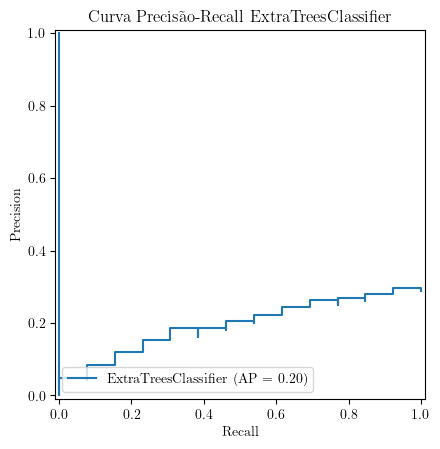 Curva Precisão-Recall ExtraTreesClassifier
1.0
0.8
0.6
0.4
0.2
0.0
Precision
ExtraTreesClassifier (AP = 0.20)
0.0 0.2 0.4 0.6 0.8 1.0
Recall